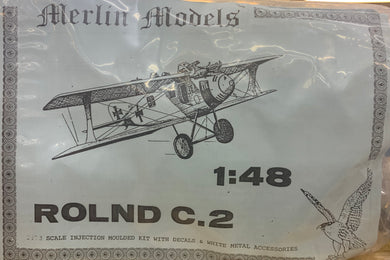 Merlin Models
1:48
ROLND C.2
SCALE INJECTION MOULDED KIT WITH DECALS & WHITE METAL ACCESSORIES